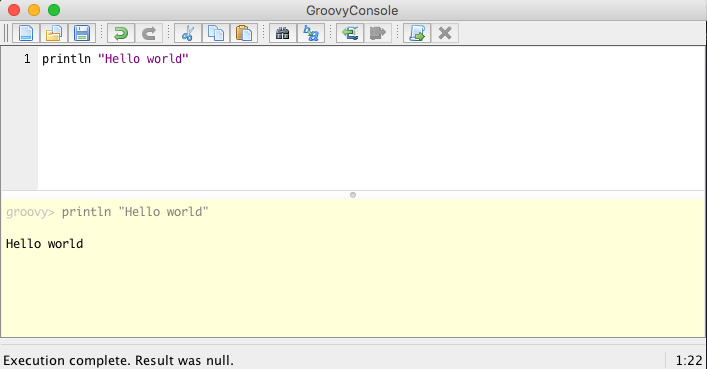 GroovyConsole
1 println "Hello world"
groovy> println "Hello world"
Hello world
Execution complete. Result was null.
1:22